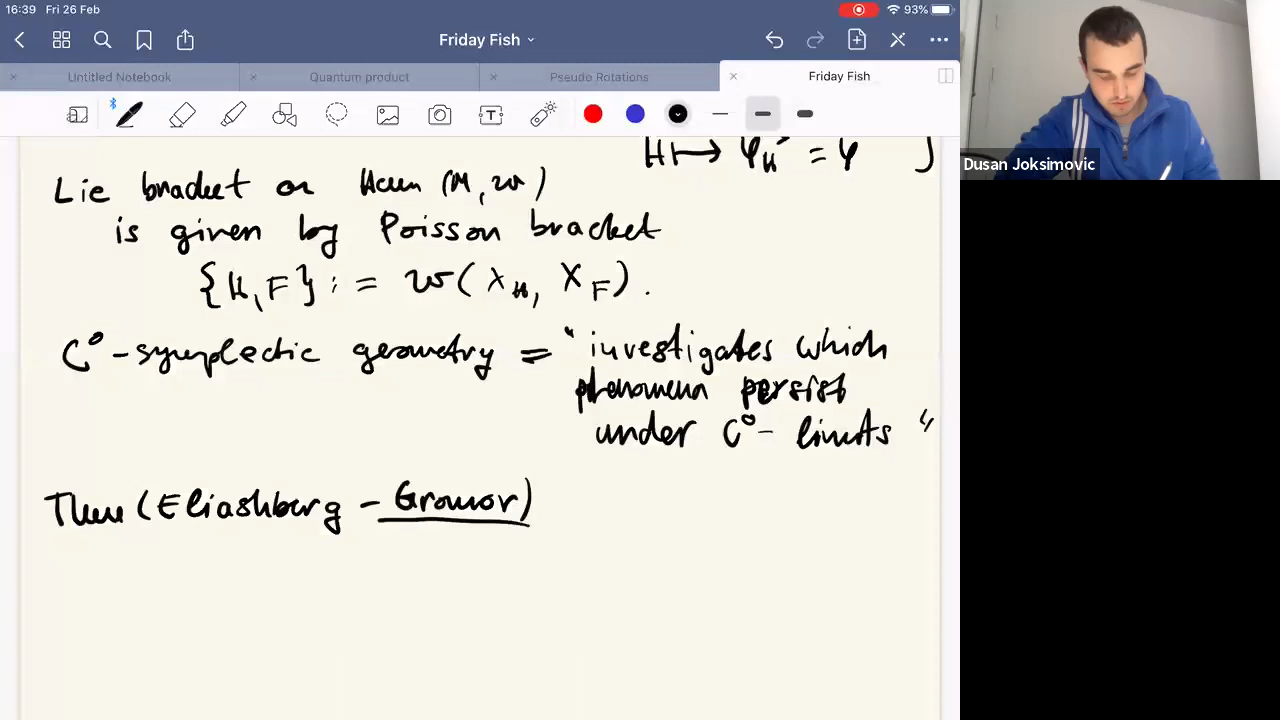 16:39 Fri 26 Feb
93%
Friday Fish
Untitled Notebook
Quantum product
Pseudo Rotations
Friday Fish
T
H ↦ φ_H^1 = φ }
Lie bracket on Ham (M, ω)
is given by Poisson bracket
{H, F} := ω(X_H, X_F).
C⁰-symplectic geometry = "investigates which
phenomena persist
under C⁰- limits"
Thm (Eliashberg - Gromov)
Dusan Joksimovic